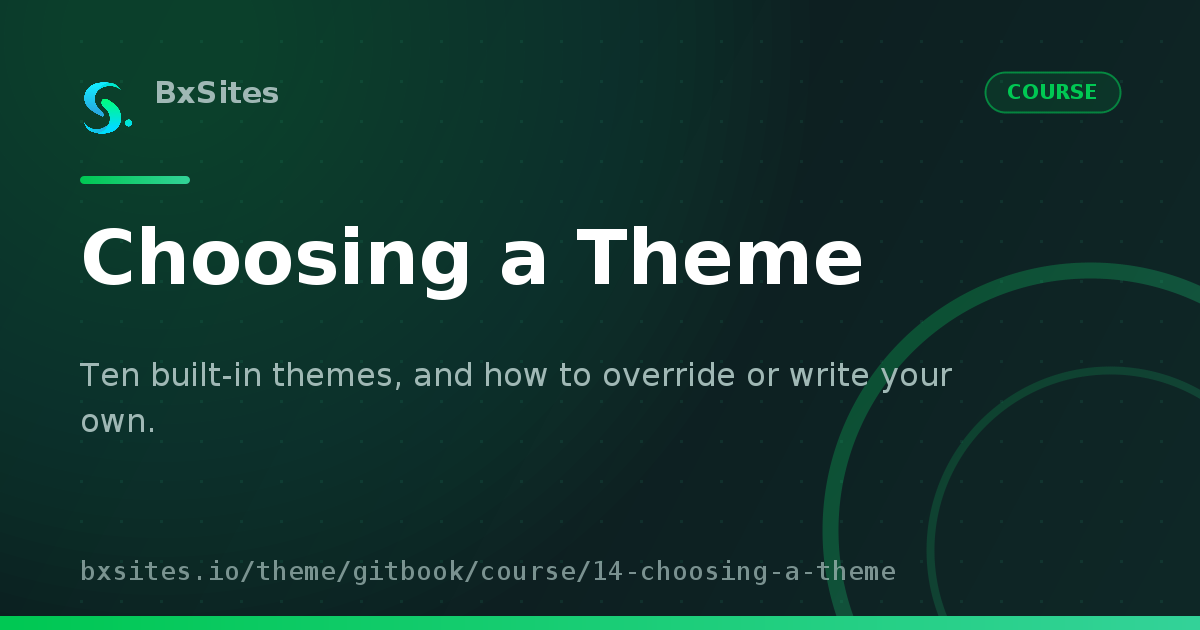 BxSites
COURSE
Choosing a Theme
Ten built-in themes, and how to override or write your
own.
bxsites.io/theme/gitbook/course/14-choosing-a-theme